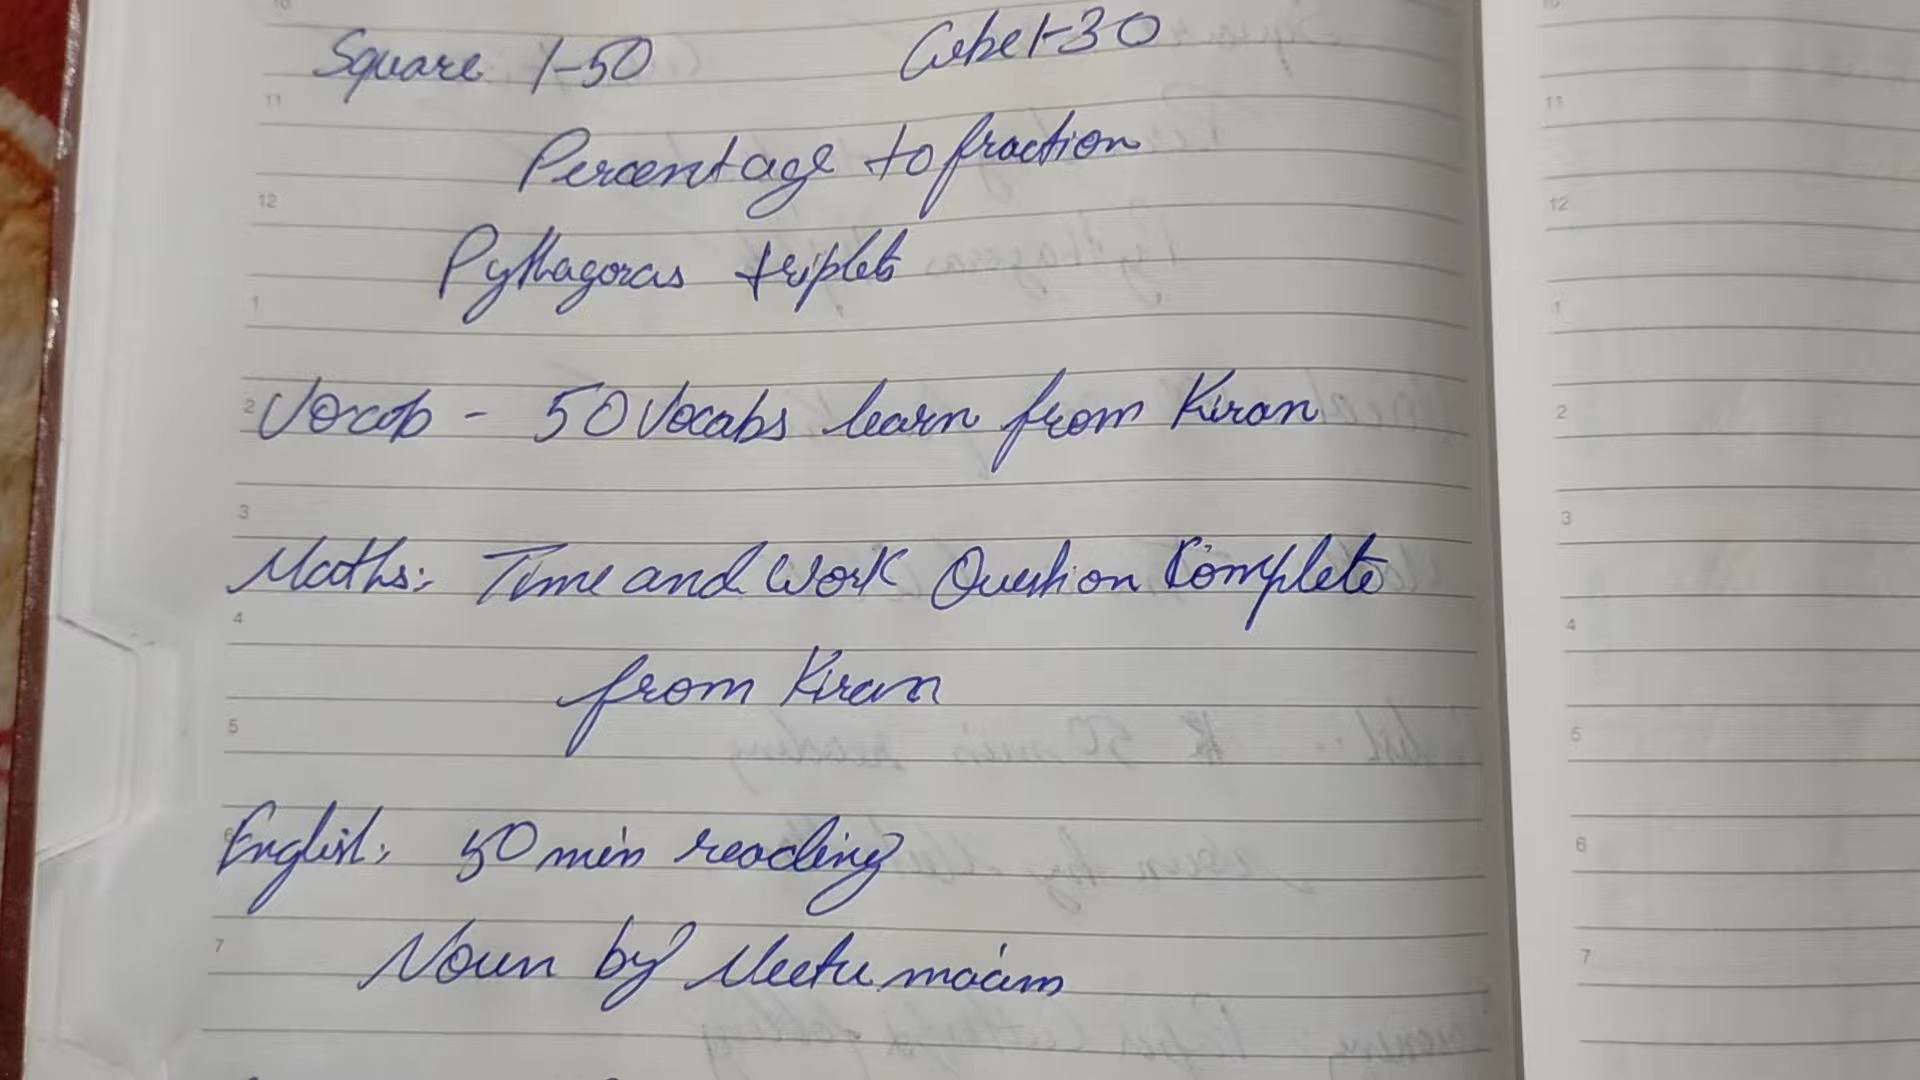 Square 1-50 Cube 1-30
Percentage to fraction
Pythagoras triplets
Vocab - 50 Vocabs learn from Kiran
Maths: Time and Work Question Complete
from Kiran
English: 50 min reading
Noun by Neetu ma'am